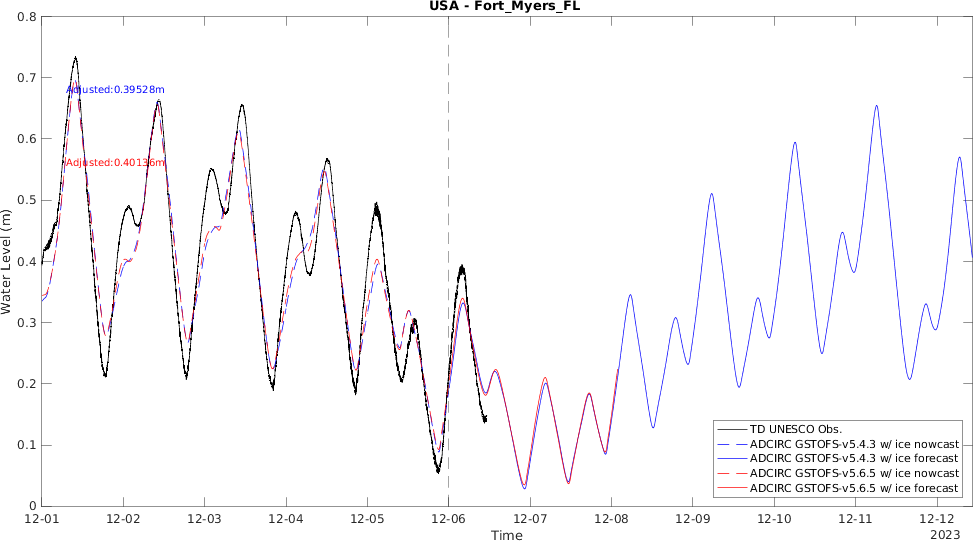 USA - Fort_Myers_FL
0.8
0.7
0.6
0.5
0.4
0.3
0.2
0.1
0
Water Level (m)
Adjusted:0.39528m
Adjusted:0.40136m
TD UNESCO Obs.
ADCIRC GSTOFS-v5.4.3 w/ ice nowcast
ADCIRC GSTOFS-v5.4.3 w/ ice forecast
ADCIRC GSTOFS-v5.6.5 w/ ice nowcast
ADCIRC GSTOFS-v5.6.5 w/ ice forecast
12-01 12-02 12-03 12-04 12-05 12-06 12-07 12-08 12-09 12-10 12-11 12-12
Time
2023